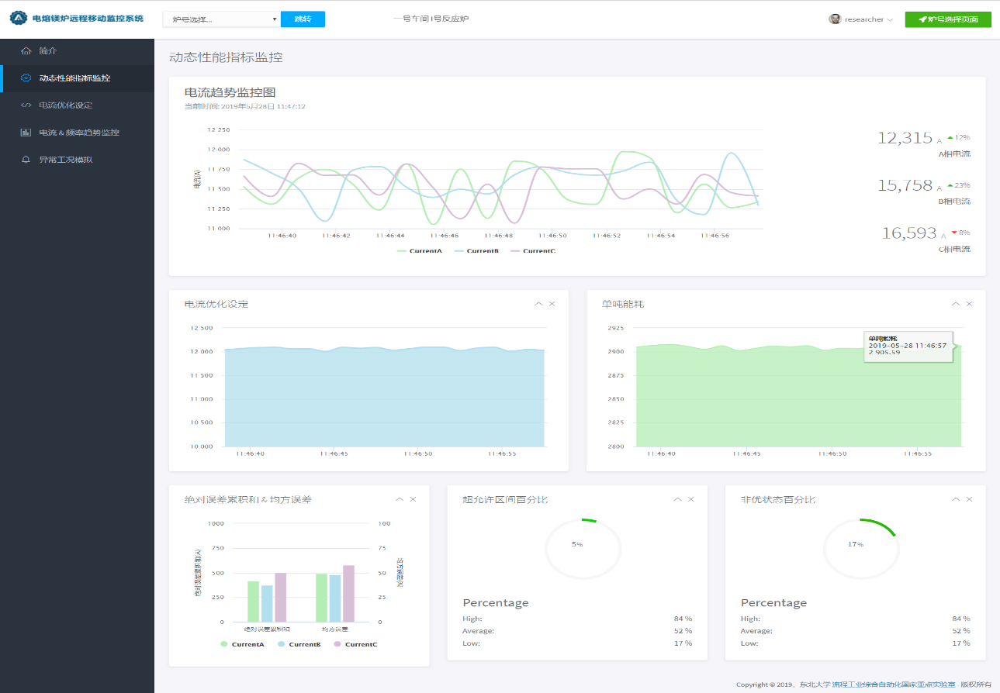 电熔镁炉远程移动监控系统
炉号选择...
跳转
一号车间1号反应炉
researcher
炉号选择页面
简介
动态性能指标监控
电流优化设定
电流 & 频率趋势监控
异常工况模拟
动态性能指标监控
电流趋势监控图
当前时间: 2019年5月28日 11:47:12
12 250
12 000
11 750
11 500
11 250
11 000
电流(A)
11:46:40 11:46:42 11:46:44 11:46:46 11:46:48 11:46:50 11:46:52 11:46:54 11:46:56
CurrentA CurrentB CurrentC
12,315 A 12%
A相电流
15,758 A 23%
B相电流
16,593 A 8%
C相电流
电流优化设定
12 500
12 000
11 500
11 000
10 500
10 000
11:46:40 11:46:45 11:46:50 11:46:55
单吨能耗
2925
2900
2875
2850
2825
2800
11:46:40 11:46:45 11:46:50 11:46:55
单吨能耗
2019-05-28 11:46:57
2 905.59
绝对误差累积和 & 均方误差
1000 100
750 75
500 50
250 25
0 0
绝对误差累积和(A)
绝对误差累积和 均方误差
CurrentA CurrentB CurrentC
超允许区间百分比
5%
Percentage
High: 84 %
Average: 52 %
Low: 17 %
非优状态百分比
17%
Percentage
High: 84 %
Average: 52 %
Low: 17 %
Copyright © 2019，东北大学 流程工业综合自动化国家重点实验室 . 版权所有